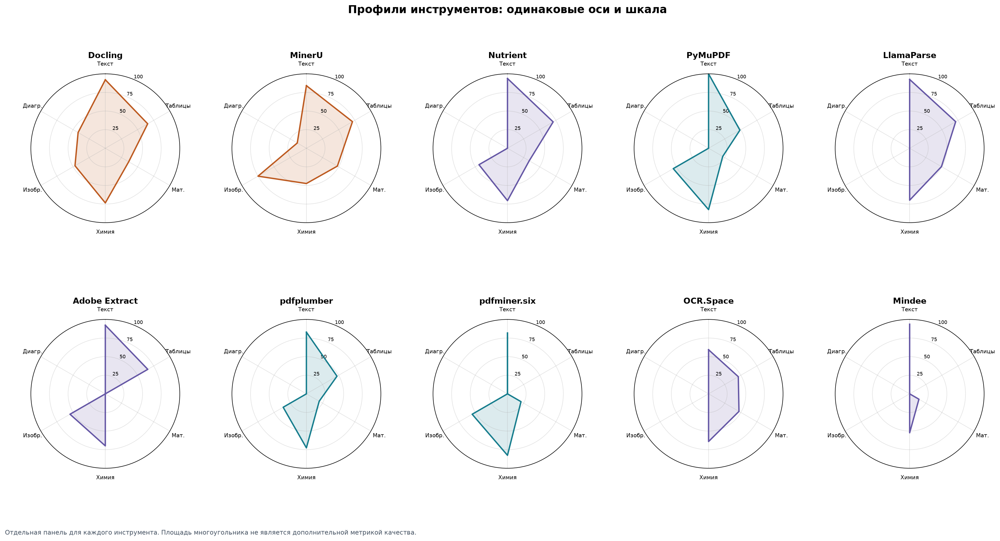 Профили инструментов: одинаковые оси и шкала
Docling
Текст
100
75
50
25
Диагр.
Таблицы
Изобр.
Мат.
Химия
MinerU
Текст
100
75
50
25
Диагр.
Таблицы
Изобр.
Мат.
Химия
Nutrient
Текст
100
75
50
25
Диагр.
Таблицы
Изобр.
Мат.
Химия
PyMuPDF
Текст
100
75
50
25
Диагр.
Таблицы
Изобр.
Мат.
Химия
LlamaParse
Текст
100
75
50
25
Диагр.
Таблицы
Изобр.
Мат.
Химия
Adobe Extract
Текст
100
75
50
25
Диагр.
Таблицы
Изобр.
Мат.
Химия
pdfplumber
Текст
100
75
50
25
Диагр.
Таблицы
Изобр.
Мат.
Химия
pdfminer.six
Текст
100
75
50
25
Диагр.
Таблицы
Изобр.
Мат.
Химия
OCR.Space
Текст
100
75
50
25
Диагр.
Таблицы
Изобр.
Мат.
Химия
Mindee
Текст
100
75
50
25
Диагр.
Таблицы
Изобр.
Мат.
Химия
Отдельная панель для каждого инструмента. Площадь многоугольника не является дополнительной метрикой качества.